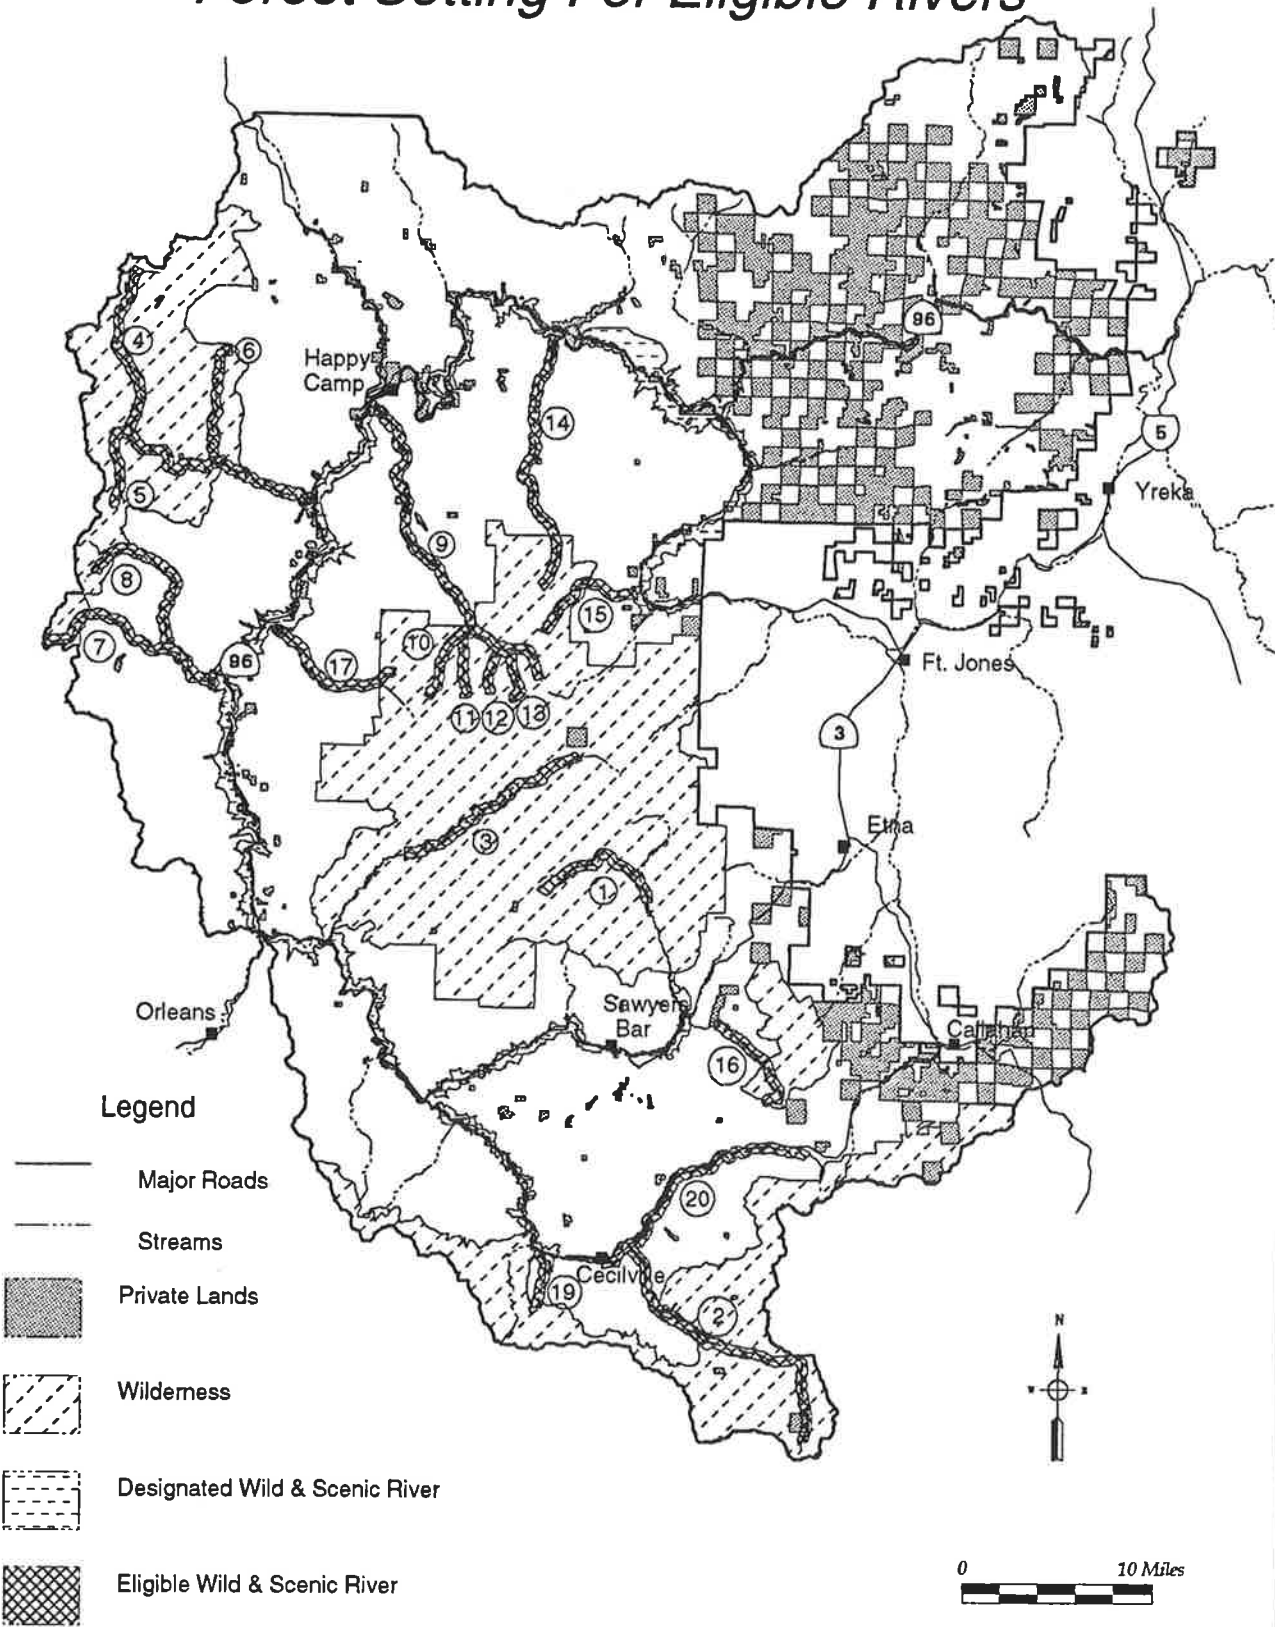 Forest Setting For Eligible Rivers
96
4
6
Happy
Camp
14
5
Yreka
5
9
8
15
10
7
96
17
Ft. Jones
11 12 13
3
3
Etna
1
Orleans
Sawyers
Bar
Callahan
16
Legend
Major Roads
20
Streams
Cecilville
19
Private Lands
2
N
W
Wilderness
Designated Wild & Scenic River
0 10 Miles
Eligible Wild & Scenic River